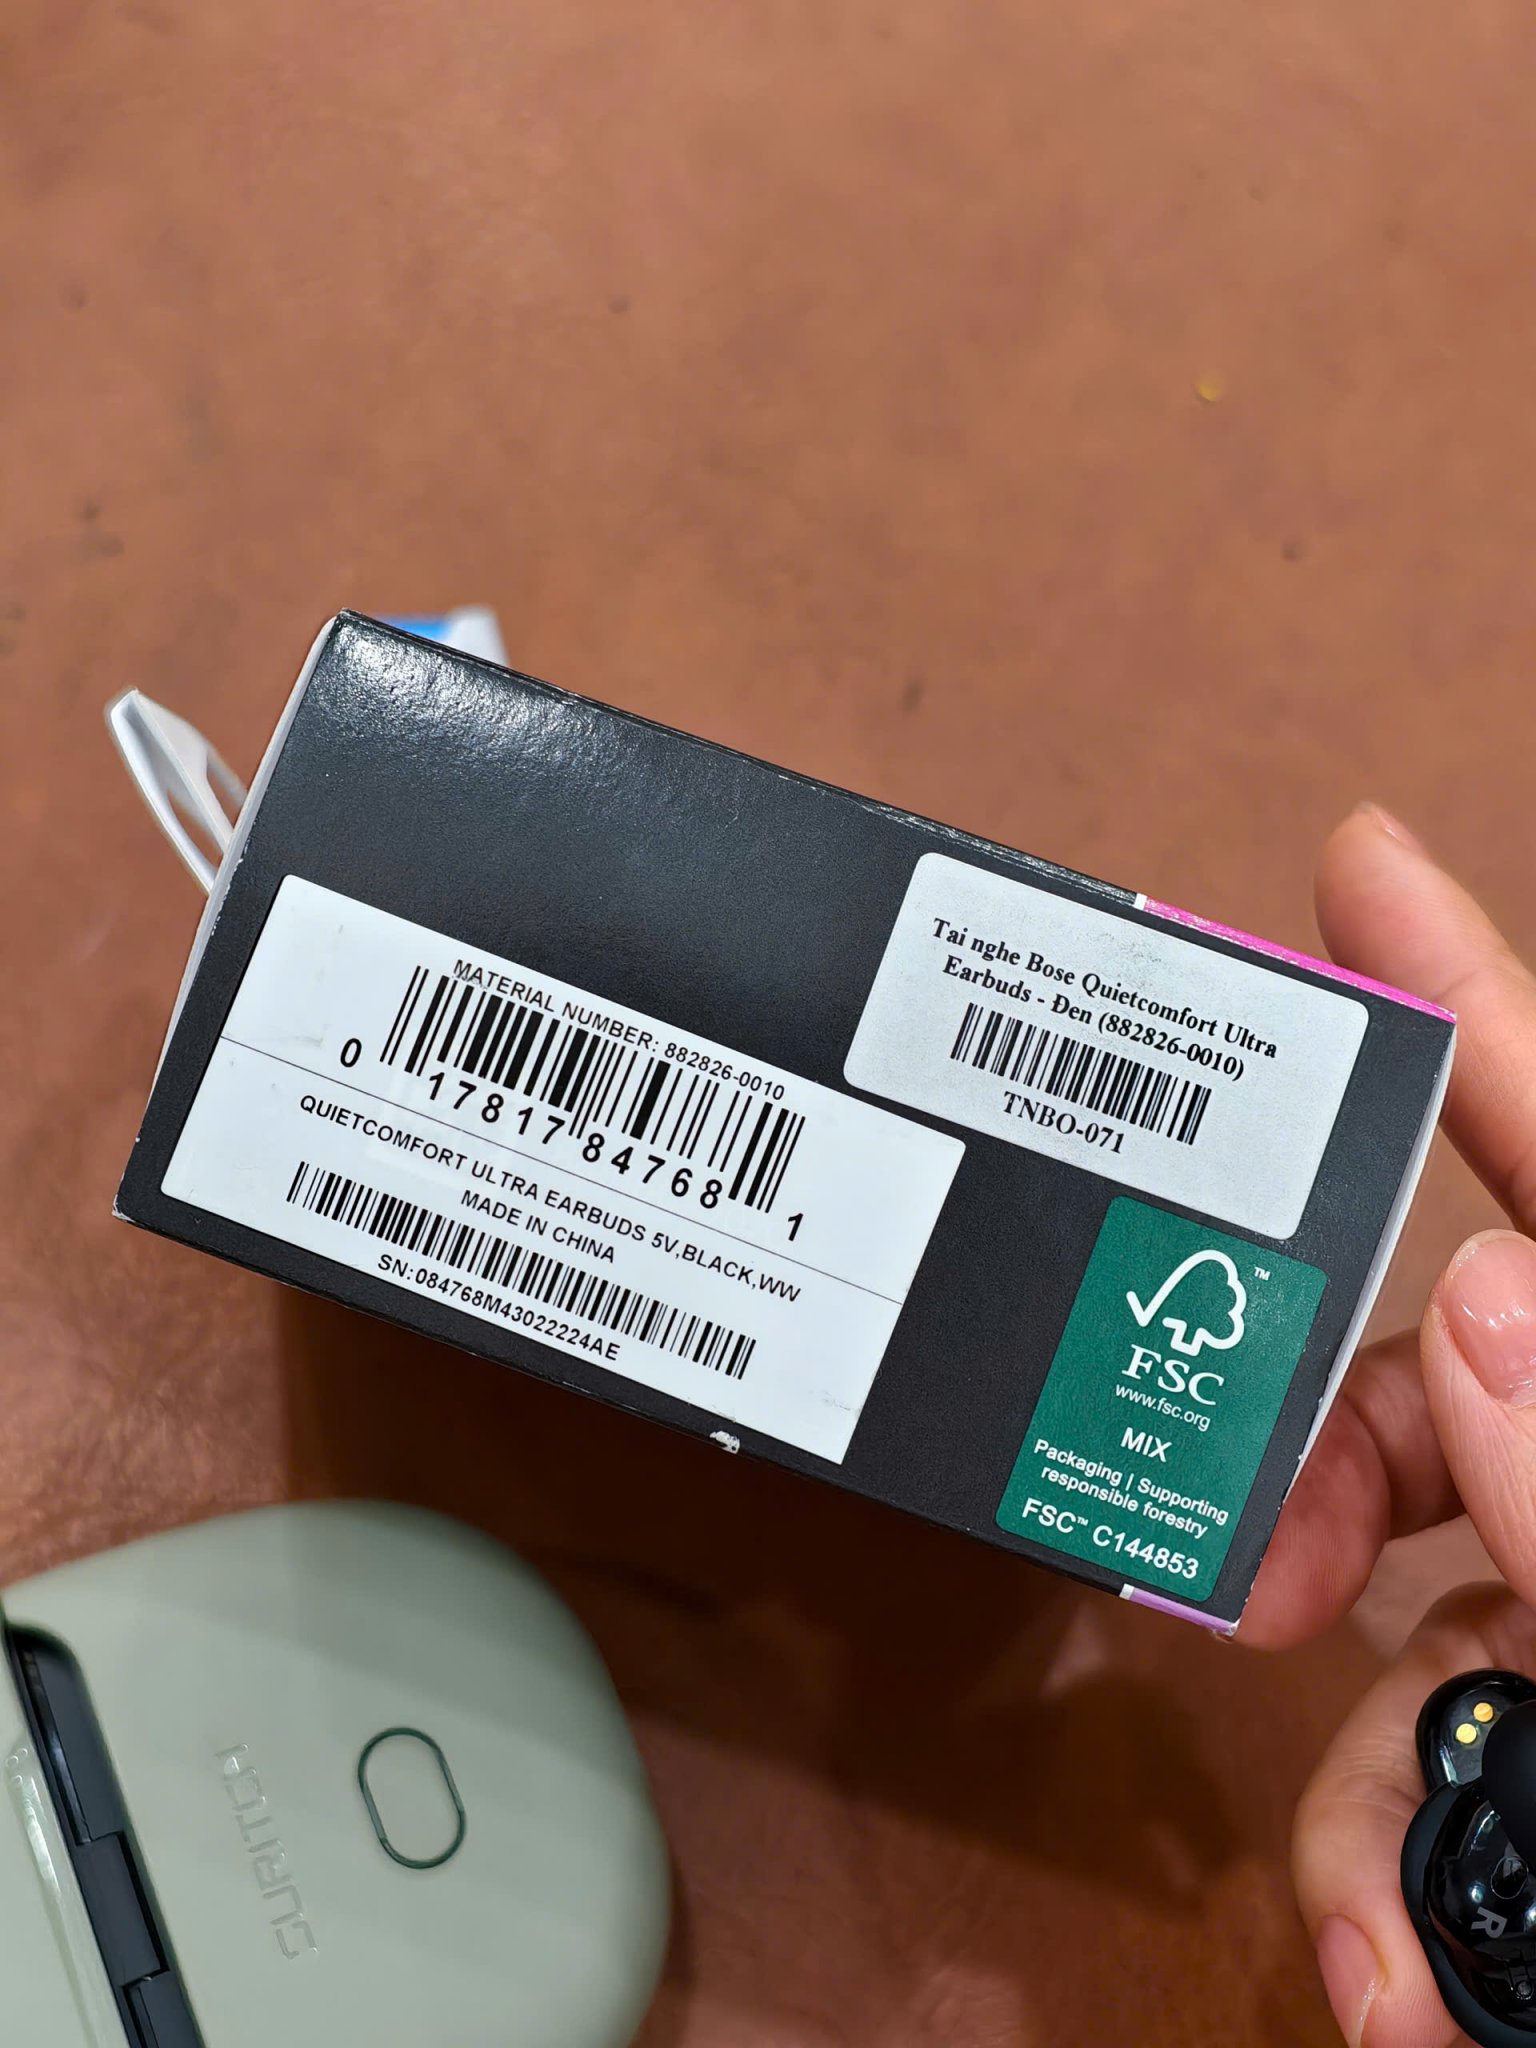 MATERIAL NUMBER: 882826-0010
0 17817 84768 1
QUIETCOMFORT ULTRA EARBUDS 5V,BLACK,WW
MADE IN CHINA
SN:084768M43022224AE
Tai nghe Bose Quietcomfort Ultra
Earbuds - Đen (882826-0010)
TNBO-071
FSC™
www.fsc.org
MIX
Packaging | Supporting
responsible forestry
FSC™ C144853
R